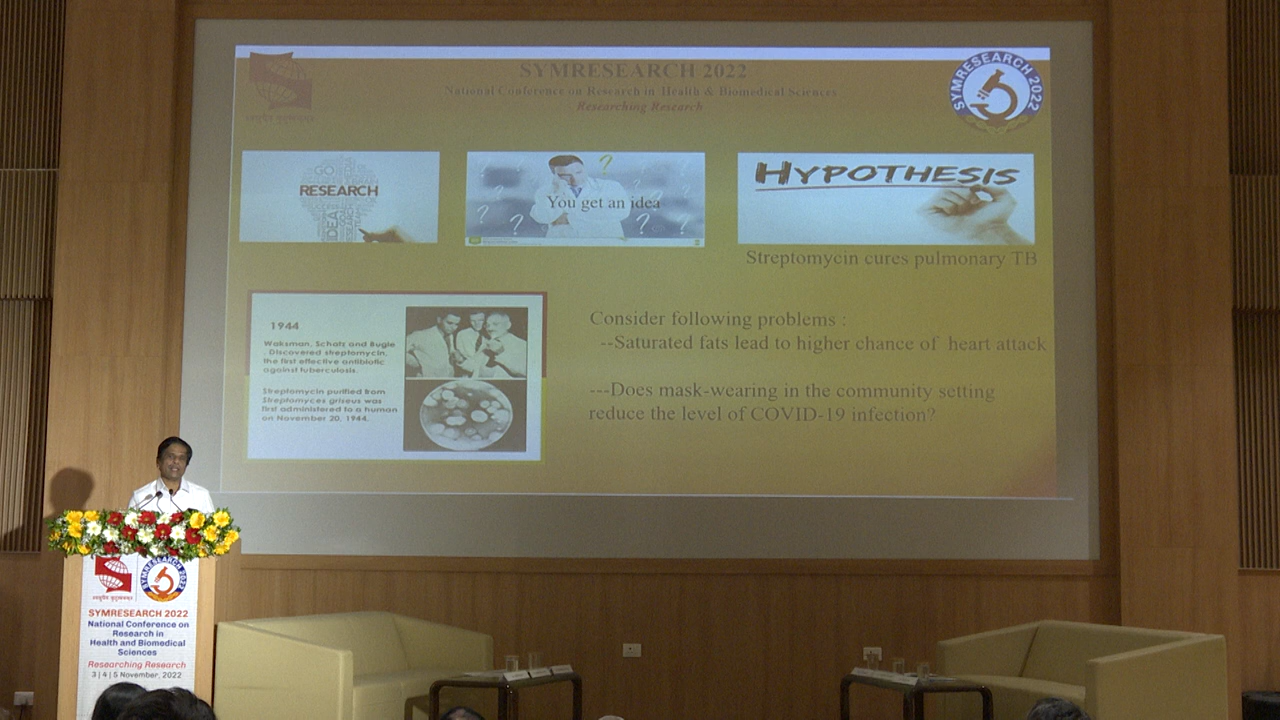 SYMRESEARCH 2022
National Conference on Research in Health & Biomedical Sciences
Researching Research
SYMRESEARCH 2022
GO
RESEARCH
IDEA
You get an idea
HYPOTHESIS
Streptomycin cures pulmonary TB
1944
Waksman, Schatz and Bugie
. Discovered streptomycin,
the first effective antibiotic
against tuberculosis.
Streptomycin purified from
Streptomyces griseus was
first administered to a human
on November 20, 1944.
Consider following problems :
--Saturated fats lead to higher chance of heart attack
---Does mask-wearing in the community setting
reduce the level of COVID-19 infection?
SYMRESEARCH 2022
SYMRESEARCH 2022
National Conference on
Research in
Health and Biomedical
Sciences
Researching Research
3 | 4 | 5 November, 2022